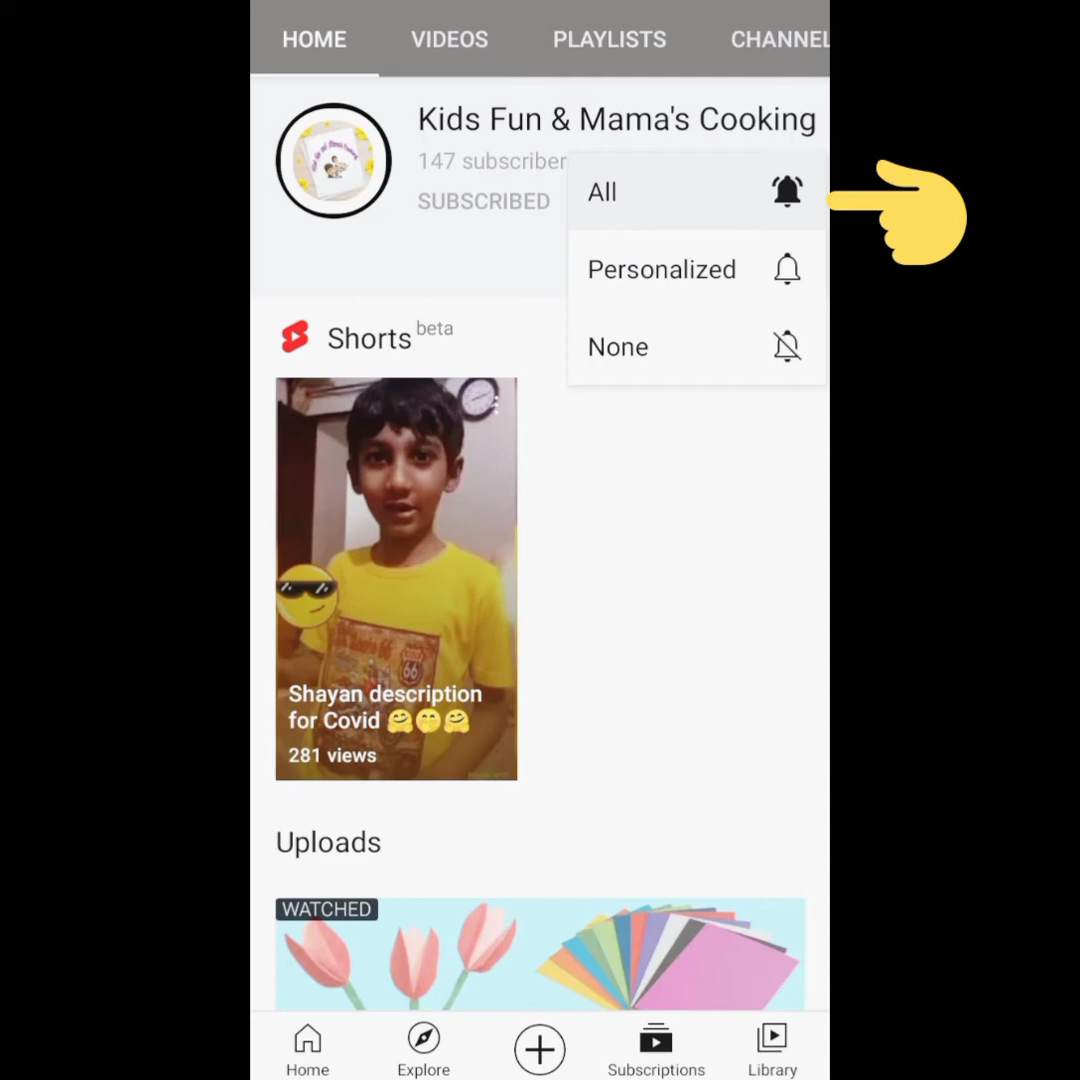 HOME VIDEOS PLAYLISTS CHANNEL
Kids Fun & Mama's Cooking
147 subscriber
SUBSCRIBED
All
Personalized
None
Shorts beta
66
Shayan description
for Covid 🤗🤭🤗
281 views
Uploads
WATCHED
Home Explore Subscriptions Library